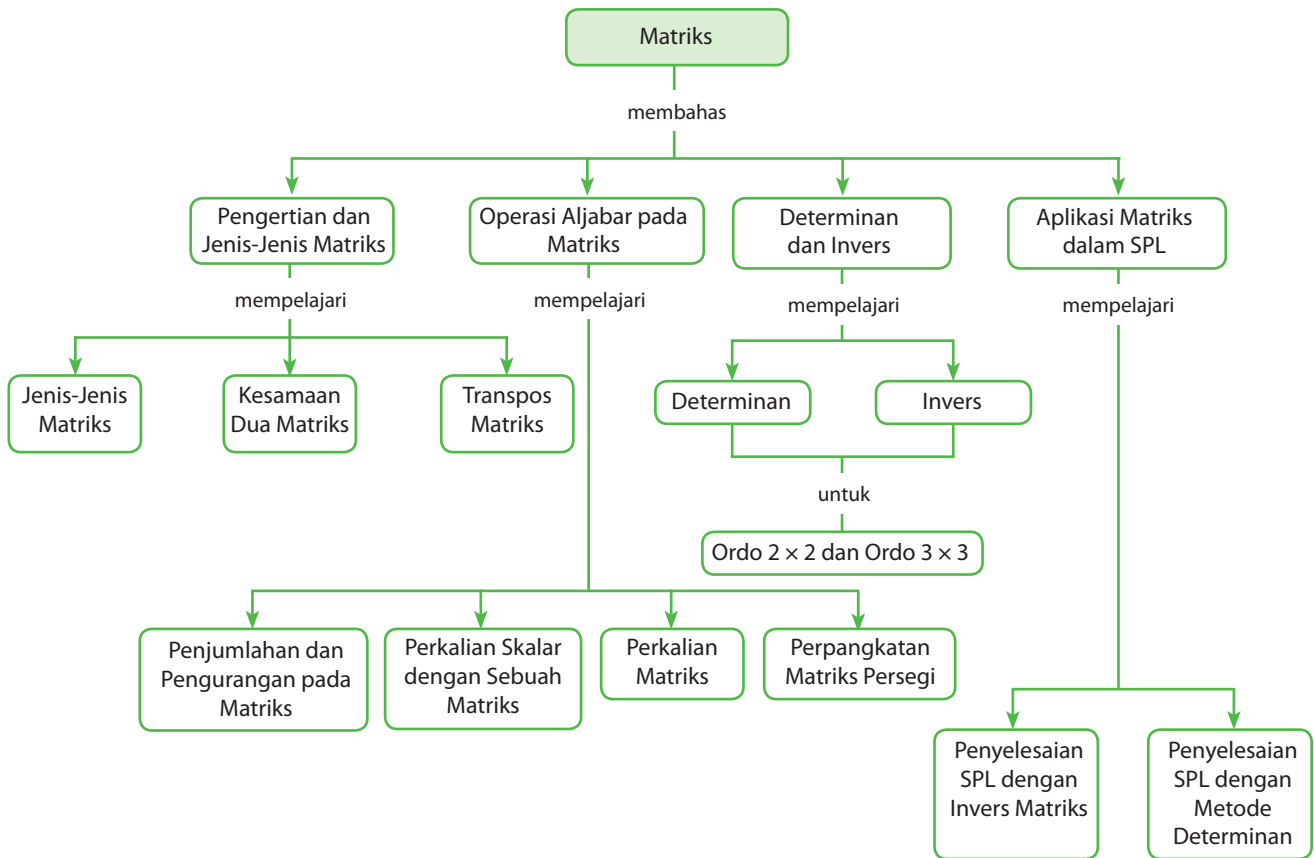 Matriks
membahas
Pengertian dan
Jenis-Jenis Matriks
Operasi Aljabar pada
Matriks
Determinan
dan Invers
Aplikasi Matriks
dalam SPL
mempelajari
mempelajari
mempelajari
mempelajari
Jenis-Jenis
Matriks
Kesamaan
Dua Matriks
Transpos
Matriks
Determinan
Invers
untuk
Ordo 2 × 2 dan Ordo 3 × 3
Penjumlahan dan
Pengurangan pada
Matriks
Perkalian Skalar
dengan Sebuah
Matriks
Perkalian
Matriks
Perpangkatan
Matriks Persegi
Penyelesaian
SPL dengan
Invers Matriks
Penyelesaian
SPL dengan
Metode
Determinan